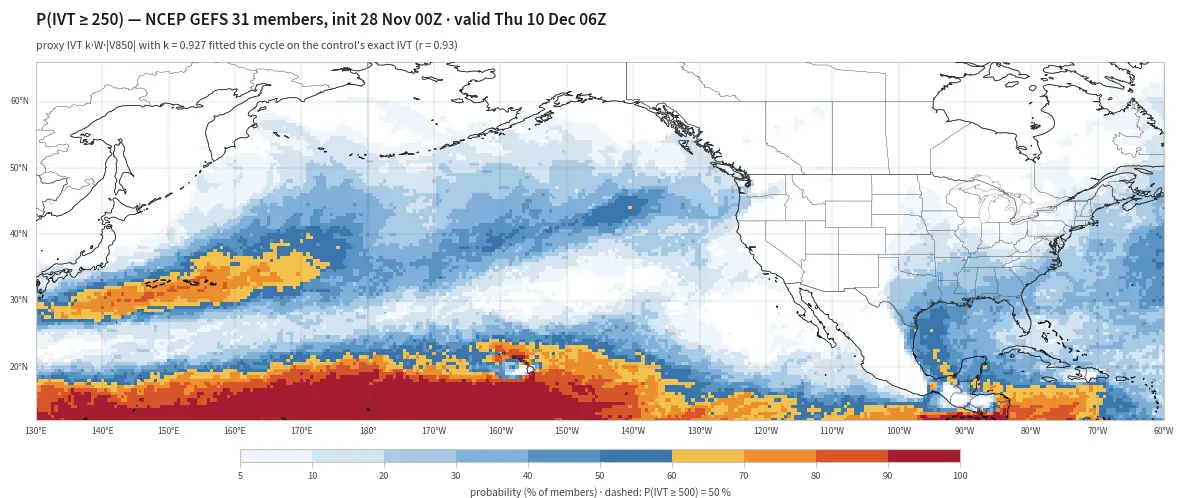 P(IVT ≥ 250) — NCEP GEFS 31 members, init 28 Nov 00Z · valid Thu 10 Dec 06Z
proxy IVT k·W·|V850| with k = 0.927 fitted this cycle on the control's exact IVT (r = 0.93)
60°N
50°N
40°N
30°N
20°N
130°E 140°E 150°E 160°E 170°E 180° 170°W 160°W 150°W 140°W 130°W 120°W 110°W 100°W 90°W 80°W 70°W 60°W
5 10 20 30 40 50 60 70 80 90 100
probability (% of members) · dashed: P(IVT ≥ 500) = 50 %